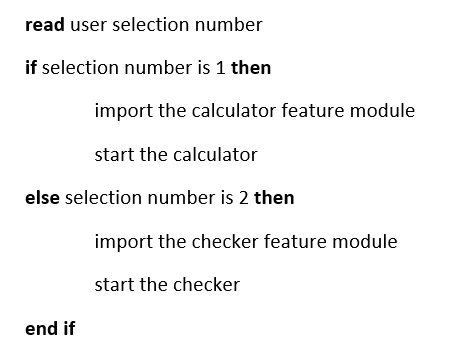 read user selection number
if selection number is 1 then
import the calculator feature module
start the calculator
else selection number is 2 then
import the checker feature module
start the checker
end if